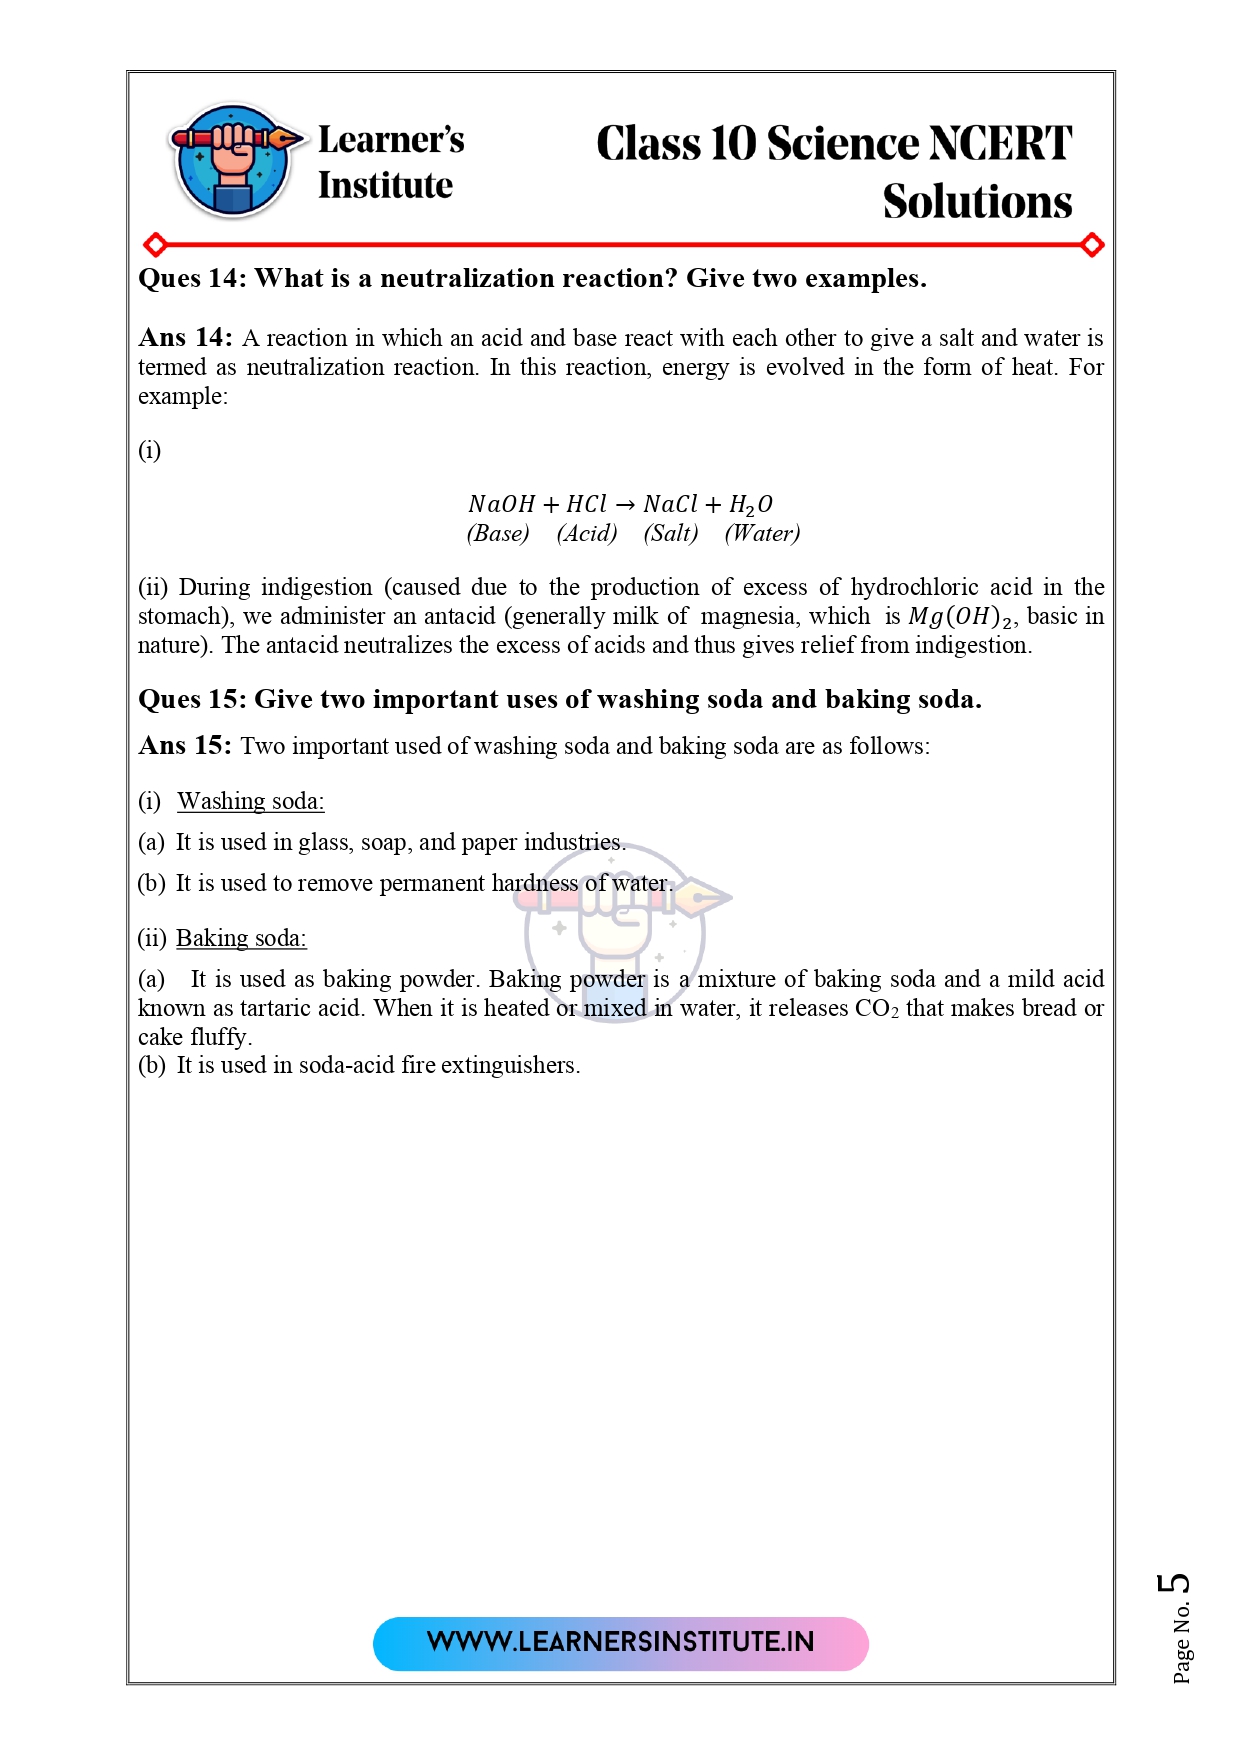 Learner's
Institute
Class 10 Science NCERT
Solutions
Ques 14: What is a neutralization reaction? Give two examples.
Ans 14: A reaction in which an acid and base react with each other to give a salt and water is
termed as neutralization reaction. In this reaction, energy is evolved in the form of heat. For
example:
(i)
NaOH + HCl → NaCl + H₂O
(Base) (Acid) (Salt) (Water)
(ii) During indigestion (caused due to the production of excess of hydrochloric acid in the
stomach), we administer an antacid (generally milk of magnesia, which is Mg(OH)₂, basic in
nature). The antacid neutralizes the excess of acids and thus gives relief from indigestion.
Ques 15: Give two important uses of washing soda and baking soda.
Ans 15: Two important used of washing soda and baking soda are as follows:
(i) Washing soda:
(a) It is used in glass, soap, and paper industries.
(b) It is used to remove permanent hardness of water.
(ii) Baking soda:
(a) It is used as baking powder. Baking powder is a mixture of baking soda and a mild acid
known as tartaric acid. When it is heated or mixed in water, it releases CO₂ that makes bread or
cake fluffy.
(b) It is used in soda-acid fire extinguishers.
WWW.LEARNERSINSTITUTE.IN
Page No. 5